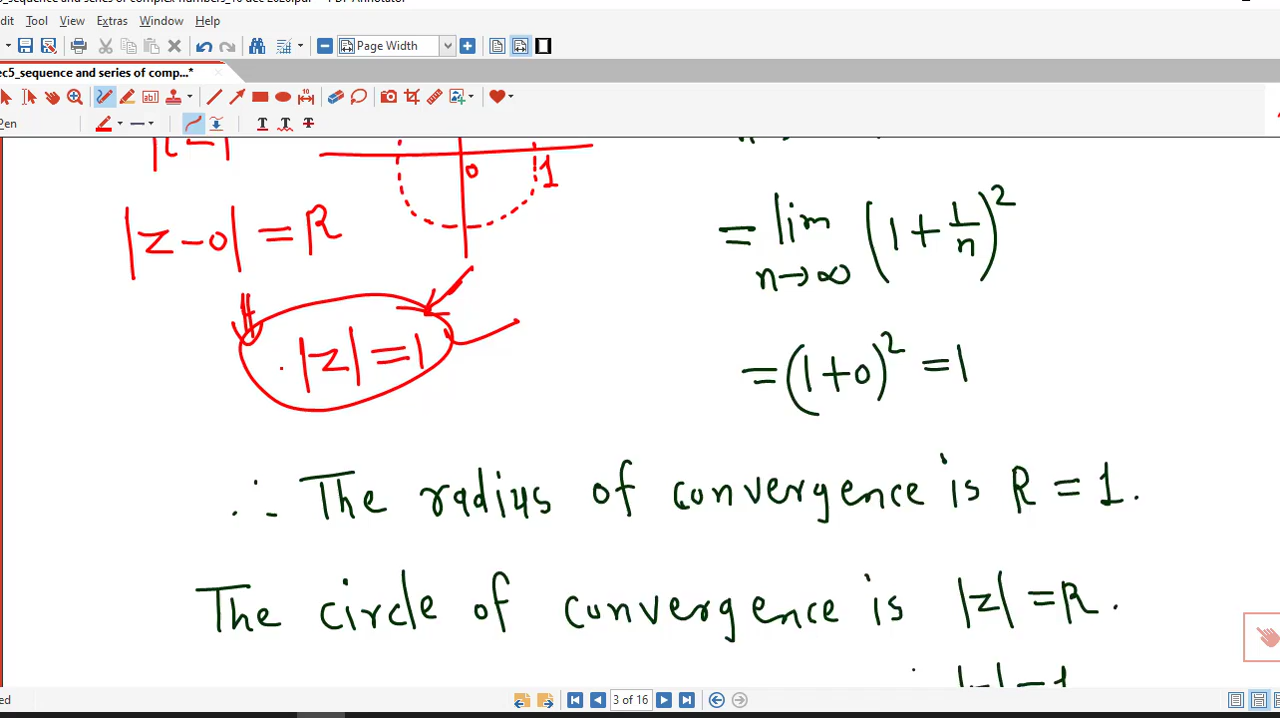 Tool View Extras Window Help
Page Width
ec5_sequence and series of comp...*
|z-0| = R
0 1
|z| = 1
= lim n→∞ (1 + 1/n)²
= (1+0)² = 1
∴ The radius of convergence is R = 1.
The circle of convergence is |z| = R.
3 of 16